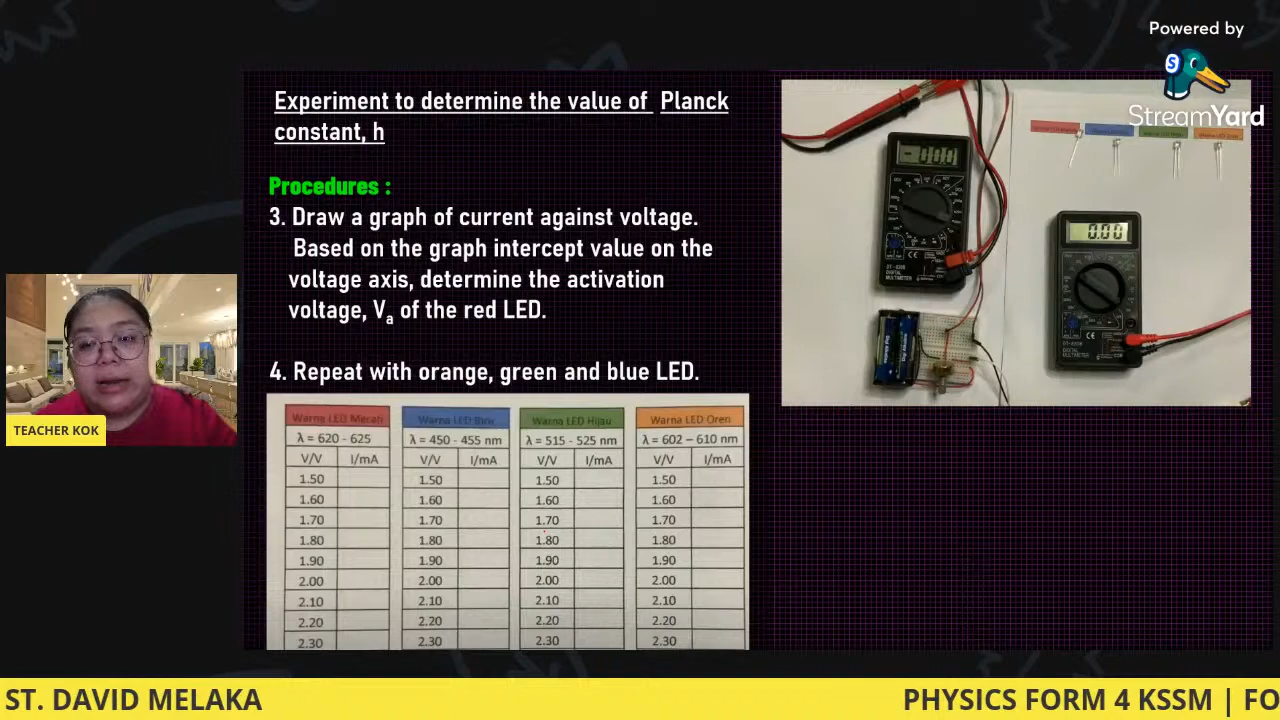 Powered by
StreamYard
Experiment to determine the value of Planck
constant, h
Procedures :
3. Draw a graph of current against voltage.
Based on the graph intercept value on the
voltage axis, determine the activation
voltage, Va of the red LED.
4. Repeat with orange, green and blue LED.
TEACHER KOK
Warna LED Merah Warna LED Biru Warna LED Hijau Warna LED Oren
λ = 620 - 625 λ = 450 - 455 nm λ = 515 - 525 nm λ = 602 – 610 nm
V/V I/mA V/V I/mA V/V I/mA V/V I/mA
1.50 1.50 1.50 1.50
1.60 1.60 1.60 1.60
1.70 1.70 1.70 1.70
1.80 1.80 1.80 1.80
1.90 1.90 1.90 1.90
2.00 2.00 2.00 2.00
2.10 2.10 2.10 2.10
2.20 2.20 2.20 2.20
2.30 2.30 2.30 2.30
0.00
ST. DAVID MELAKA
PHYSICS FORM 4 KSSM | FO